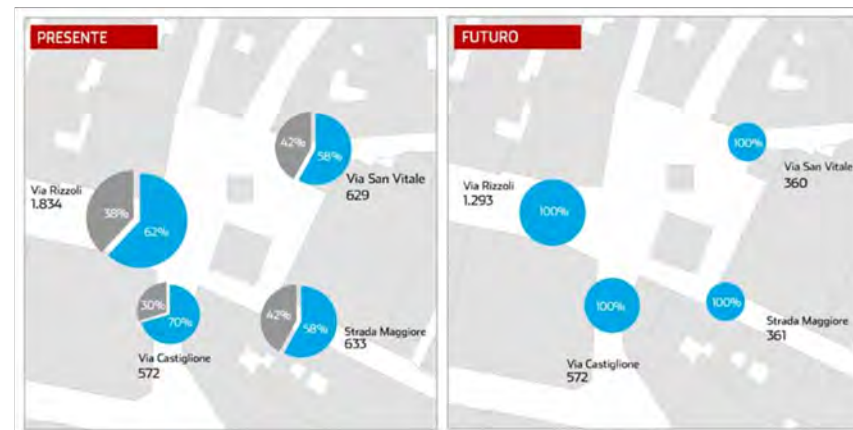 PRESENTE
42%
58%
Via San Vitale
629
Via Rizzoli
1.834
38%
62%
30%
70%
Via Castiglione
572
42%
58%
Strada Maggiore
633
FUTURO
100%
Via San Vitale
360
Via Rizzoli
1.293
100%
100%
Via Castiglione
572
100%
Strada Maggiore
361